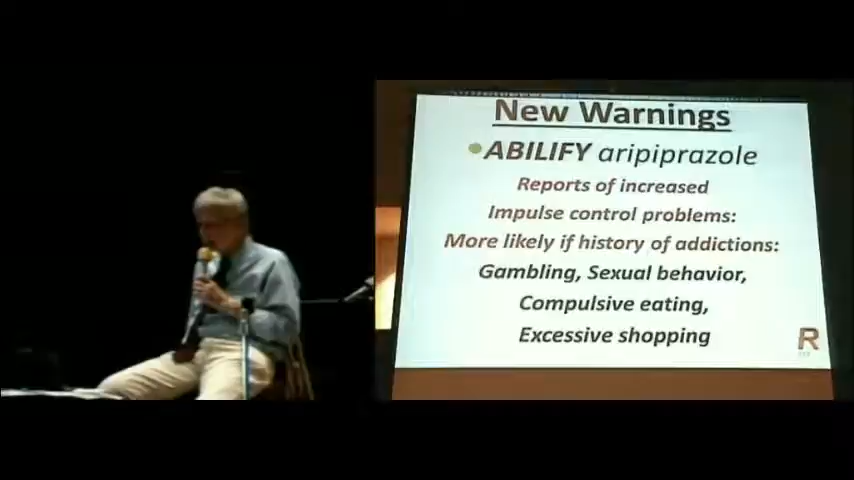 New Warnings
•ABILIFY aripiprazole
Reports of increased
Impulse control problems:
More likely if history of addictions:
Gambling, Sexual behavior,
Compulsive eating,
Excessive shopping
R